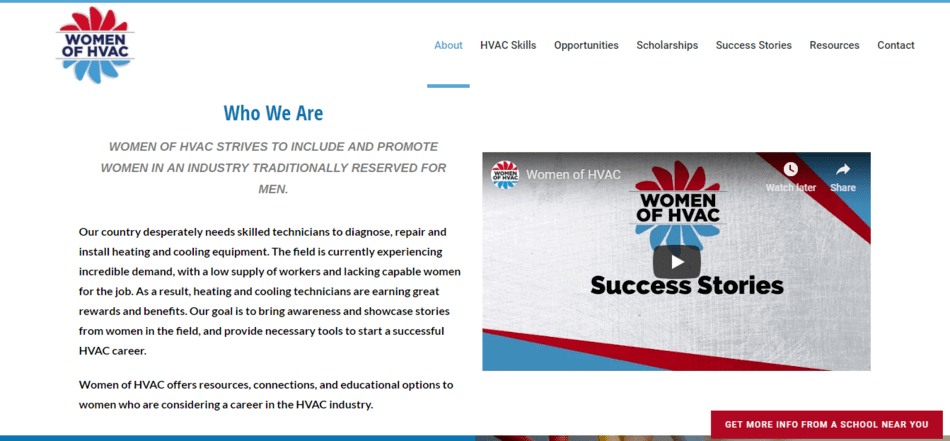 WOMEN
OF HVAC
About
HVAC Skills
Opportunities
Scholarships
Success Stories
Resources
Contact
Who We Are
WOMEN OF HVAC STRIVES TO INCLUDE AND PROMOTE
WOMEN IN AN INDUSTRY TRADITIONALLY RESERVED FOR
MEN.
Our country desperately needs skilled technicians to diagnose, repair and
install heating and cooling equipment. The field is currently experiencing
incredible demand, with a low supply of workers and lacking capable women
for the job. As a result, heating and cooling technicians are earning great
rewards and benefits. Our goal is to bring awareness and showcase stories
from women in the field, and provide necessary tools to start a successful
HVAC career.
Women of HVAC offers resources, connections, and educational options to
women who are considering a career in the HVAC industry.
WOMEN
OF HVAC
Women of HVAC
Watch later
Share
WOMEN
OF HVAC
Success Stories
GET MORE INFO FROM A SCHOOL NEAR YOU